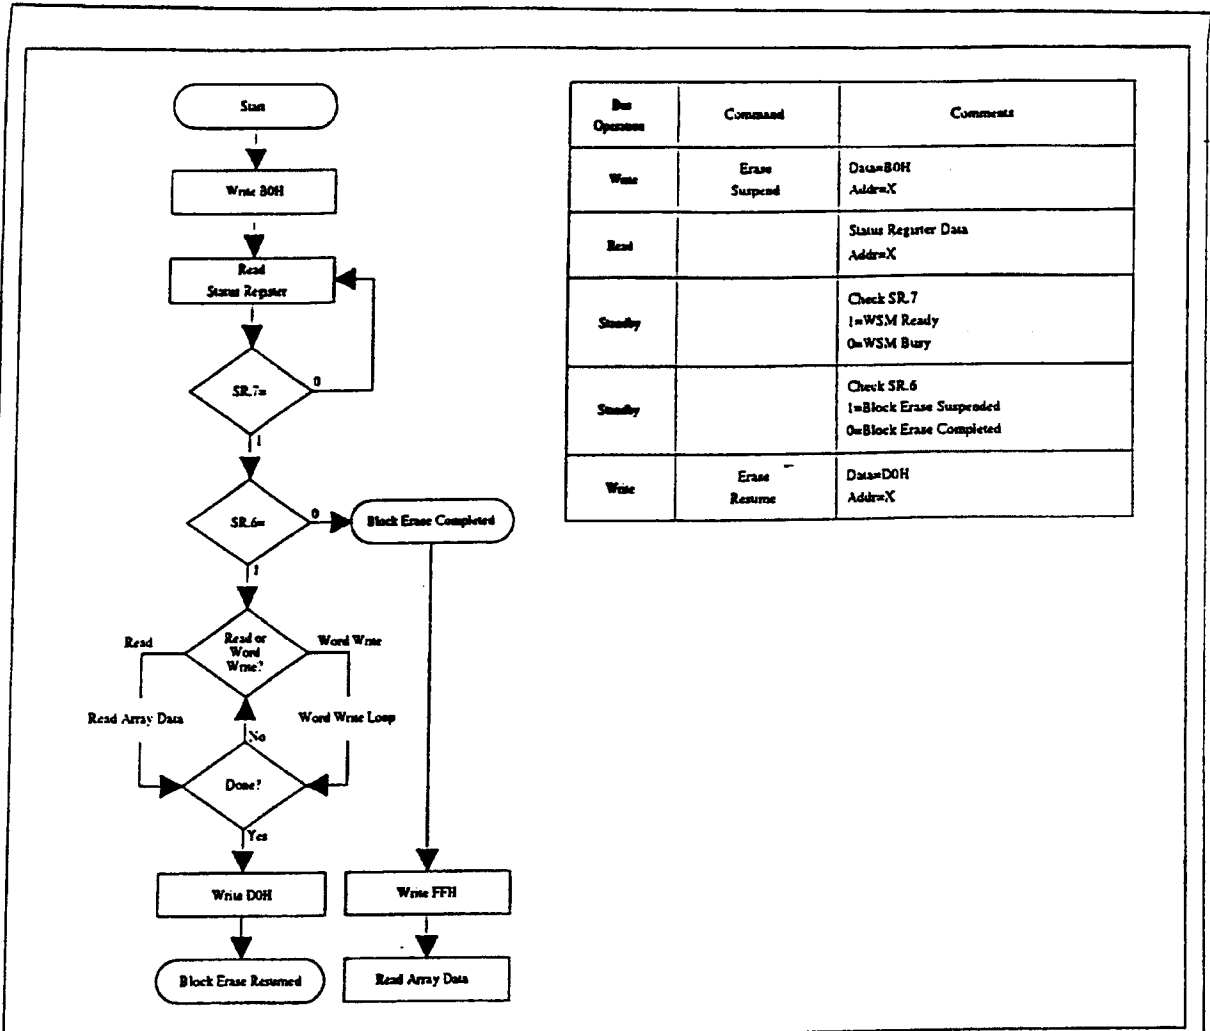 Start
Write B0H
Read
Status Register
SR.7=
0
1
SR.6=
0
Block Erase Completed
1
Read or
Word
Write?
Read
Word Write
Read Array Data
Word Write Loop
No
Done?
Yes
Write D0H
Write FFH
Block Erase Resumed
Read Array Data
Bus
Operation
Command
Comments
Write
Erase
Suspend
Data=B0H
Addr=X
Read
Status Register Data
Addr=X
Standby
Check SR.7
1=WSM Ready
0=WSM Busy
Standby
Check SR.6
1=Block Erase Suspended
0=Block Erase Completed
Write
Erase
Resume
Data=D0H
Addr=X